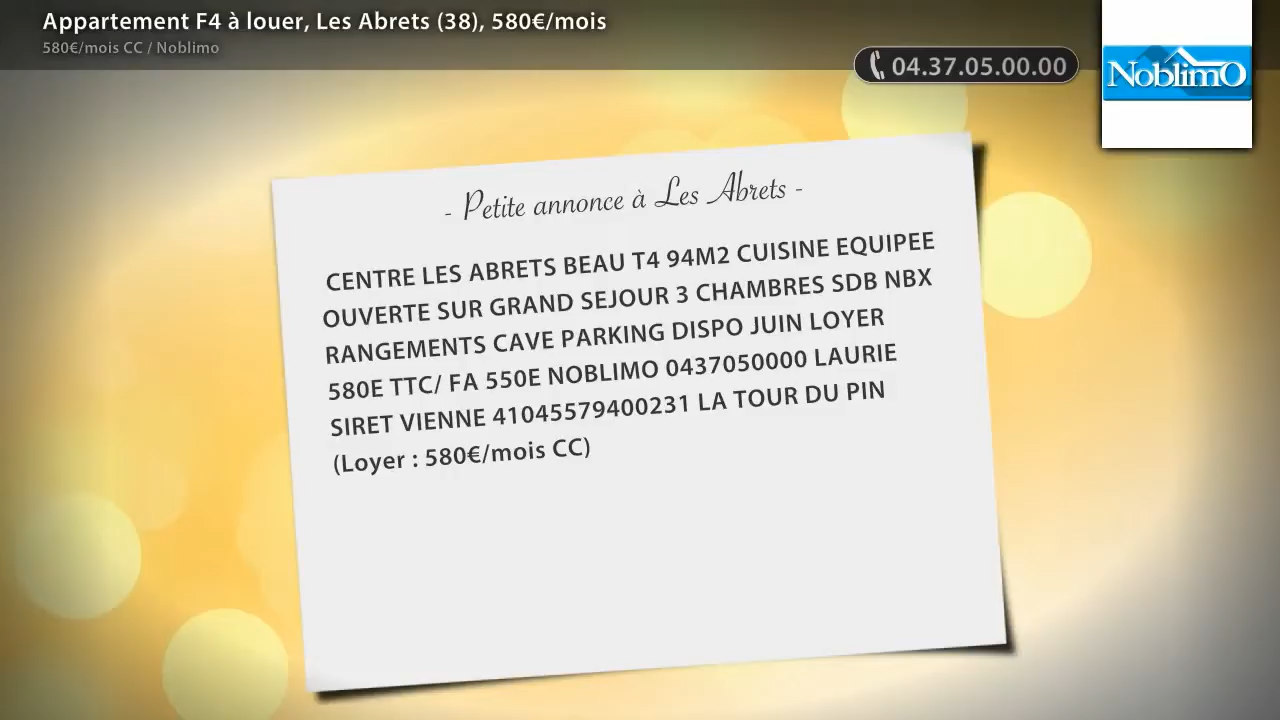 Appartement F4 à louer, Les Abrets (38), 580€/mois
580€/mois CC / Noblimo
04.37.05.00.00
NoblimO
- Petite annonce à Les Abrets -
CENTRE LES ABRETS BEAU T4 94M2 CUISINE EQUIPEE
OUVERTE SUR GRAND SEJOUR 3 CHAMBRES SDB NBX
RANGEMENTS CAVE PARKING DISPO JUIN LOYER
580E TTC/ FA 550E NOBLIMO 0437050000 LAURIE
SIRET VIENNE 41045579400231 LA TOUR DU PIN
(Loyer : 580€/mois CC)